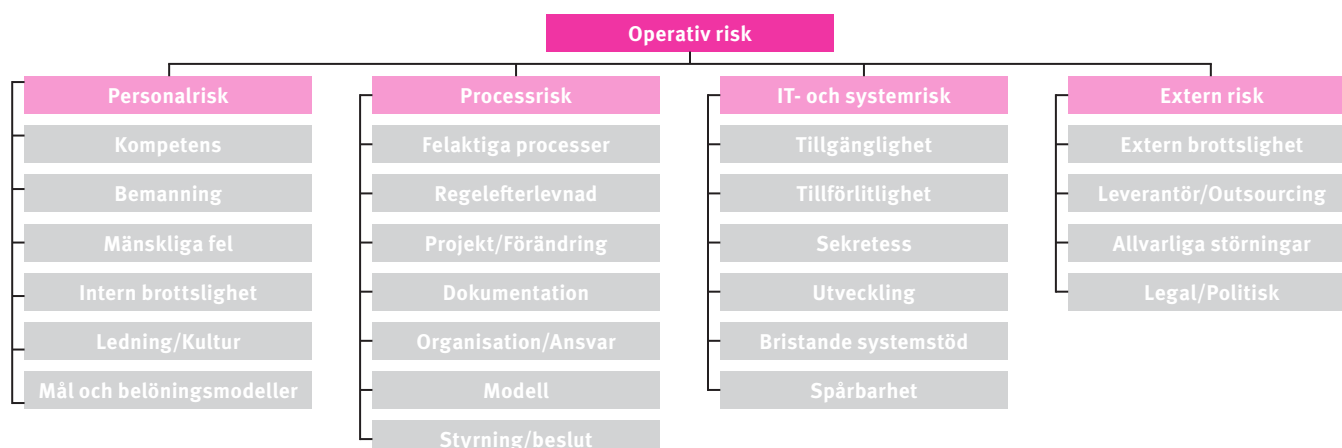 Operativ risk
Personalrisk
Kompetens
Bemanning
Mänskliga fel
Intern brottslighet
Ledning/Kultur
Mål och belöningsmodeller
Processrisk
Felaktiga processer
Regelefterlevnad
Projekt/Förändring
Dokumentation
Organisation/Ansvar
Modell
Styrning/beslut
IT- och systemrisk
Tillgänglighet
Tillförlitlighet
Sekretess
Utveckling
Bristande systemstöd
Spårbarhet
Extern risk
Extern brottslighet
Leverantör/Outsourcing
Allvarliga störningar
Legal/Politisk